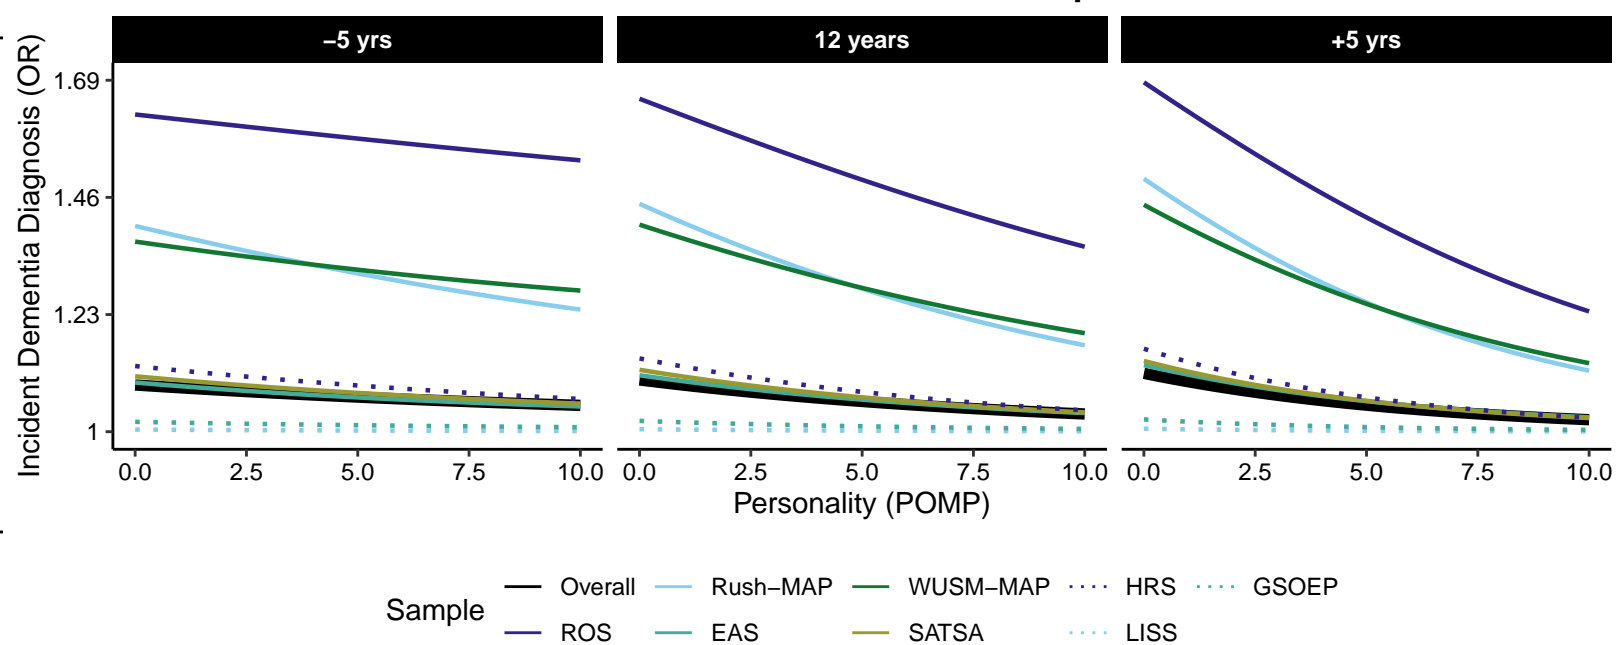 −5 yrs
12 years
+5 yrs
Incident Dementia Diagnosis (OR)
1.69
1.46
1.23
1
0.0 2.5 5.0 7.5 10.0
0.0 2.5 5.0 7.5 10.0
0.0 2.5 5.0 7.5 10.0
Personality (POMP)
Sample
Overall Rush−MAP WUSM−MAP HRS GSOEP
ROS EAS SATSA LISS